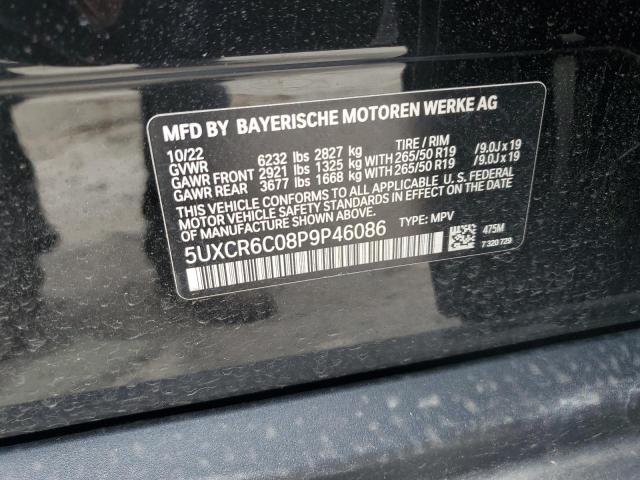 MFD BY BAYERISCHE MOTOREN WERKE AG
10/22 TIRE / RIM
GVWR 6232 lbs 2827 kg
GAWR FRONT 2921 lbs 1325 kg WITH 265/50 R19 /9.0J x 19
GAWR REAR 3677 lbs 1668 kg WITH 265/50 R19 /9.0J x 19
THIS VEHICLE CONFORMS TO ALL APPLICABLE U.S. FEDERAL
MOTOR VEHICLE SAFETY STANDARDS IN EFFECT ON THE DATE
OF MANUFACTURE SHOWN ABOVE.
5UXCR6C08P9P46086 TYPE: MPV
475M
7 320 729